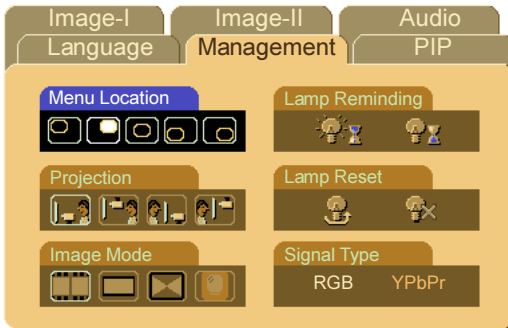 Image-I Image-II Audio
Language Management PIP
Menu Location Lamp Reminding
Projection Lamp Reset
Image Mode Signal Type
RGB YPbPr